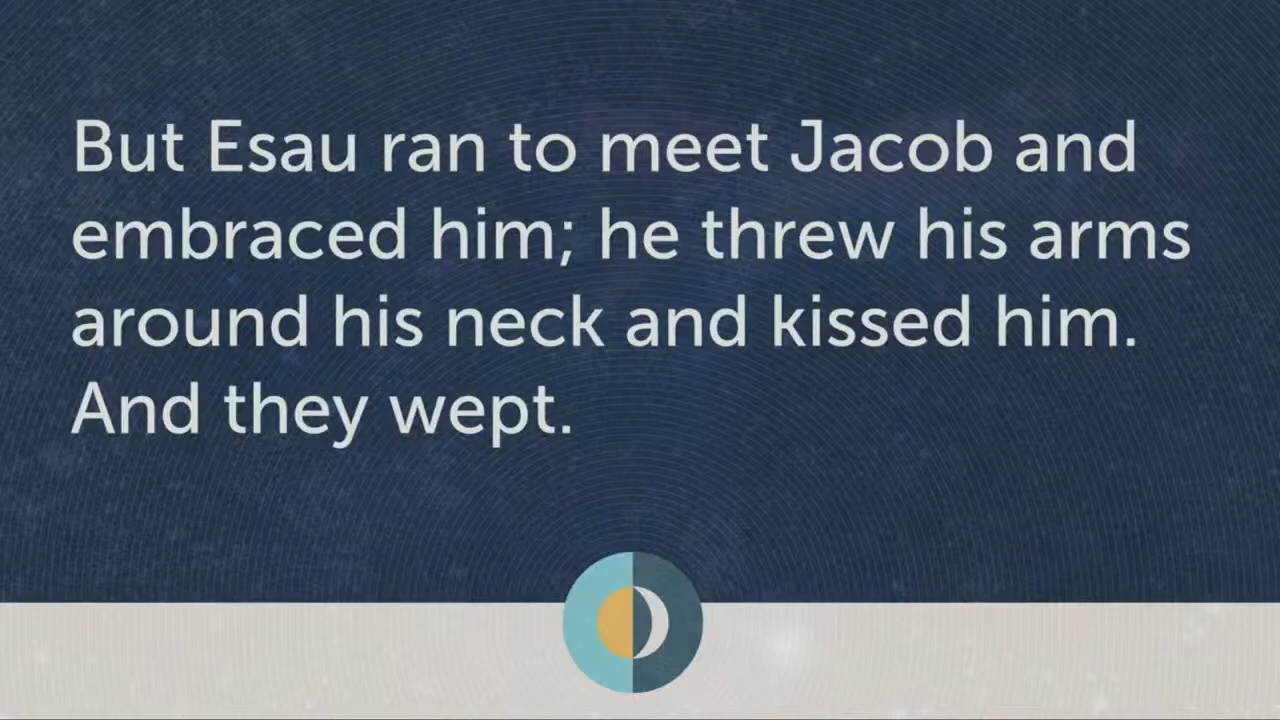 But Esau ran to meet Jacob and
embraced him; he threw his arms
around his neck and kissed him.
And they wept.